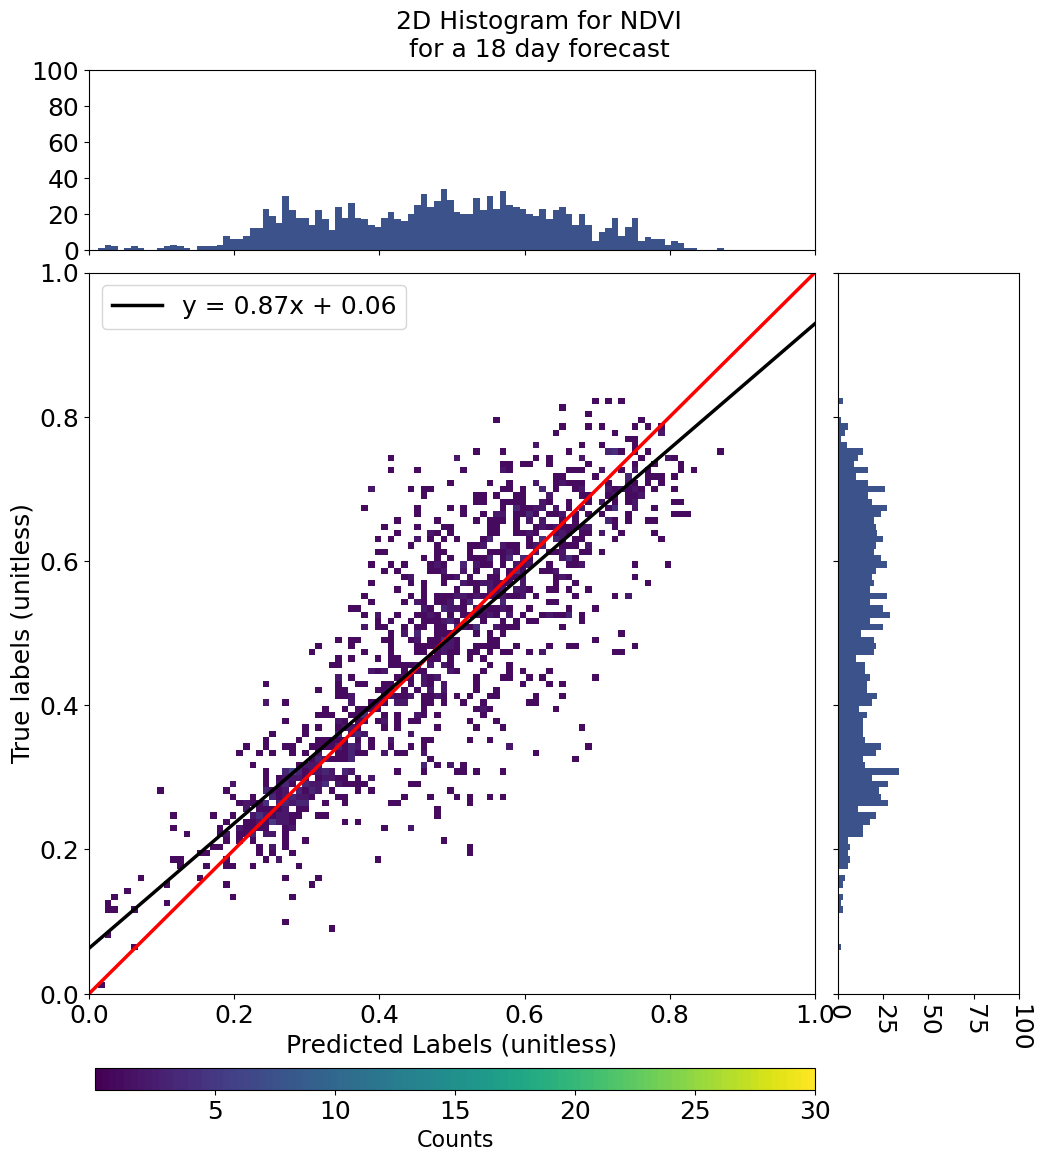 2D Histogram for NDVI
for a 18 day forecast
100
80
60
40
20
0
1.0
0.8
0.6
0.4
0.2
0.0
True labels (unitless)
y = 0.87x + 0.06
0.0 0.2 0.4 0.6 0.8 1.0
Predicted Labels (unitless)
0 25 50 75 100
5 10 15 20 25 30
Counts